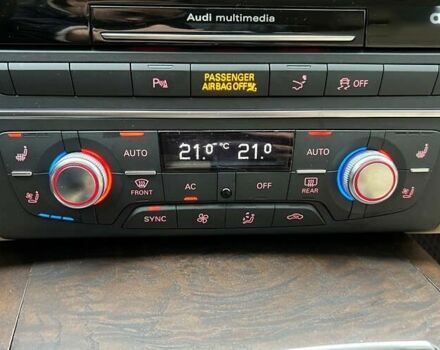 Audi multimedia
P
PASSENGER
AIRBAG OFF
OFF
AUTO
21.0 °C 21.0
AUTO
FRONT
AC
OFF
REAR
SYNC